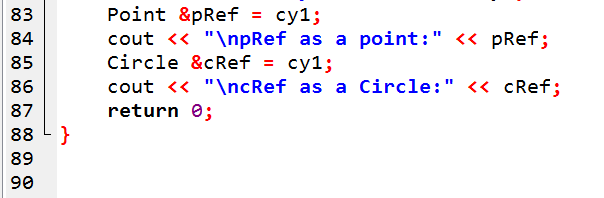 83 Point &pRef = cy1;
84 cout << "\npRef as a point:" << pRef;
85 Circle &cRef = cy1;
86 cout << "\ncRef as a Circle:" << cRef;
87 return 0;
88 }
89
90